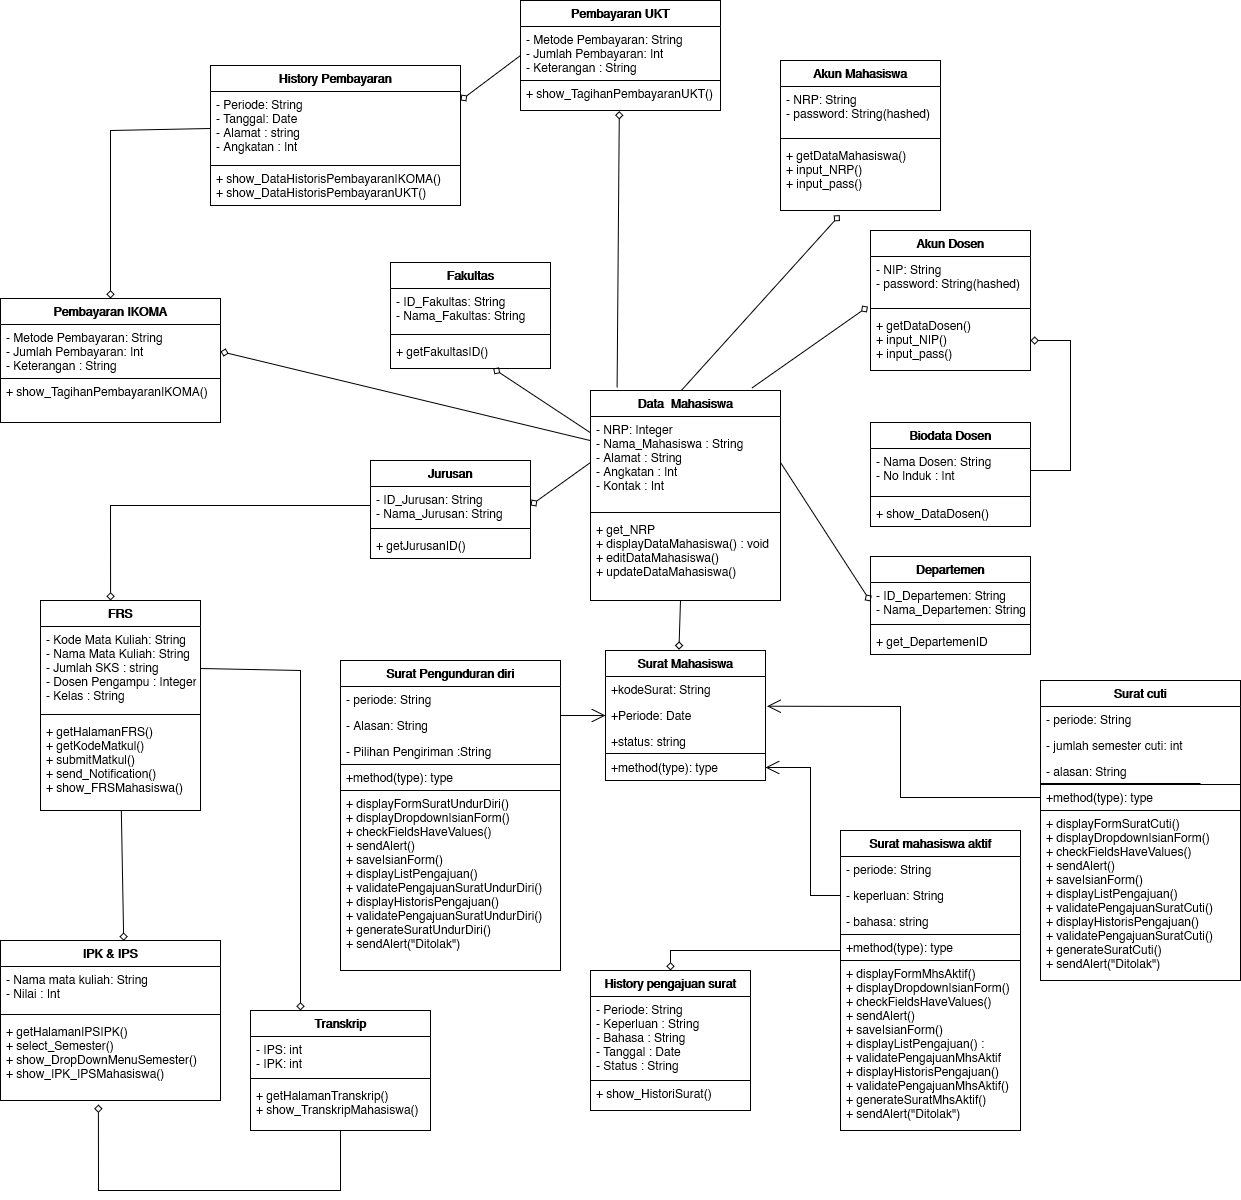 Pembayaran UKT
- Metode Pembayaran: String
- Jumlah Pembayaran: Int
- Keterangan : String
+ show_TagihanPembayaranUKT()
History Pembayaran
- Periode: String
- Tanggal: Date
- Alamat : string
- Angkatan : Int
+ show_DataHistorisPembayaranIKOMA()
+ show_DataHistorisPembayaranUKT()
Akun Mahasiswa
- NRP: String
- password: String(hashed)
+ getDataMahasiswa()
+ input_NRP()
+ input_pass()
Akun Dosen
- NIP: String
- password: String(hashed)
+ getDataDosen()
+ input_NIP()
+ input_pass()
Fakultas
- ID_Fakultas: String
- Nama_Fakultas: String
+ getFakultasID()
Pembayaran IKOMA
- Metode Pembayaran: String
- Jumlah Pembayaran: Int
- Keterangan : String
+ show_TagihanPembayaranIKOMA()
Data  Mahasiswa
- NRP: Integer
- Nama_Mahasiswa : String
- Alamat : String
- Angkatan : Int
- Kontak : Int
+ get_NRP
+ displayDataMahasiswa() : void
+ editDataMahasiswa()
+ updateDataMahasiswa()
Biodata Dosen
- Nama Dosen: String
- No Induk : Int
+ show_DataDosen()
Jurusan
- ID_Jurusan: String
- Nama_Jurusan: String
+ getJurusanID()
Departemen
- ID_Departemen: String
- Nama_Departemen: String
+ get_DepartemenID
FRS
- Kode Mata Kuliah: String
- Nama Mata Kuliah: String
- Jumlah SKS : string
- Dosen Pengampu : Integer
- Kelas : String
+ getHalamanFRS()
+ getKodeMatkul()
+ submitMatkul()
+ send_Notification()
+ show_FRSMahasiswa()
Surat Pengunduran diri
- periode: String
- Alasan: String
- Pilihan Pengiriman :String
+method(type): type
+ displayFormSuratUndurDiri()
+ displayDropdownIsianForm()
+ checkFieldsHaveValues()
+ sendAlert()
+ saveIsianForm()
+ displayListPengajuan()
+ validatePengajuanSuratUndurDiri()
+ displayHistorisPengajuan()
+ validatePengajuanSuratUndurDiri()
+ generateSuratUndurDiri()
+ sendAlert("Ditolak")
Surat Mahasiswa
+kodeSurat: String
+Periode: Date
+status: string
+method(type): type
Surat cuti
- periode: String
- jumlah semester cuti: int
- alasan: String
+method(type): type
+ displayFormSuratCuti()
+ displayDropdownIsianForm()
+ checkFieldsHaveValues()
+ sendAlert()
+ saveIsianForm()
+ displayListPengajuan()
+ validatePengajuanSuratCuti()
+ displayHistorisPengajuan()
+ validatePengajuanSuratCuti()
+ generateSuratCuti()
+ sendAlert("Ditolak")
Surat mahasiswa aktif
- periode: String
- keperluan: String
- bahasa: string
+method(type): type
+ displayFormMhsAktif()
+ displayDropdownIsianForm()
+ checkFieldsHaveValues()
+ sendAlert()
+ saveIsianForm()
+ displayListPengajuan() :
+ validatePengajuanMhsAktif
+ displayHistorisPengajuan()
+ validatePengajuanMhsAktif()
+ generateSuratMhsAktif()
+ sendAlert("Ditolak")
IPK & IPS
- Nama mata kuliah: String
- Nilai : Int
+ getHalamanIPSIPK()
+ select_Semester()
+ show_DropDownMenuSemester()
+ show_IPK_IPSMahasiswa()
Transkrip
- IPS: int
- IPK: int
+ getHalamanTranskrip()
+ show_TranskripMahasiswa()
History pengajuan surat
- Periode: String
- Keperluan : String
- Bahasa : String
- Tanggal : Date
- Status : String
+ show_HistoriSurat()